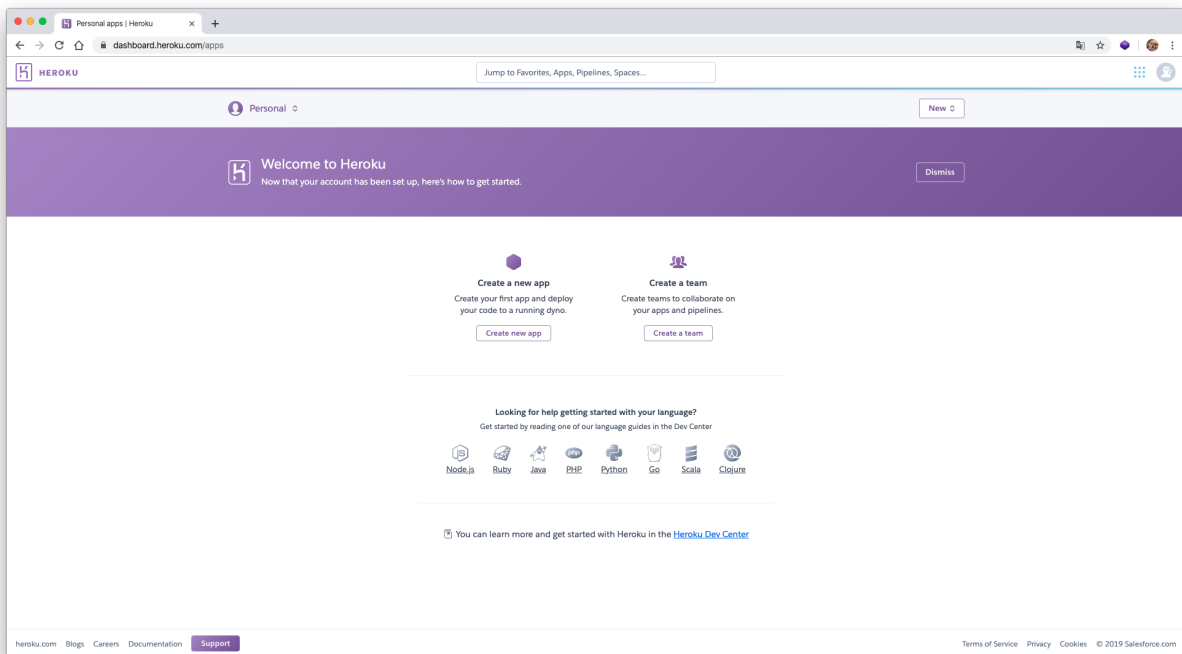 Personal apps | Heroku
dashboard.heroku.com/apps
HEROKU
Jump to Favorites, Apps, Pipelines, Spaces...
Personal
New
Welcome to Heroku
Now that your account has been set up, here's how to get started.
Dismiss
Create a new app
Create your first app and deploy
your code to a running dyno.
Create new app
Create a team
Create teams to collaborate on
your apps and pipelines.
Create a team
Looking for help getting started with your language?
Get started by reading one of our language guides in the Dev Center
JS php
Node.js Ruby Java PHP Python Go Scala Clojure
You can learn more and get started with Heroku in the Heroku Dev Center
heroku.com Blogs Careers Documentation Support Terms of Service Privacy Cookies © 2019 Salesforce.com